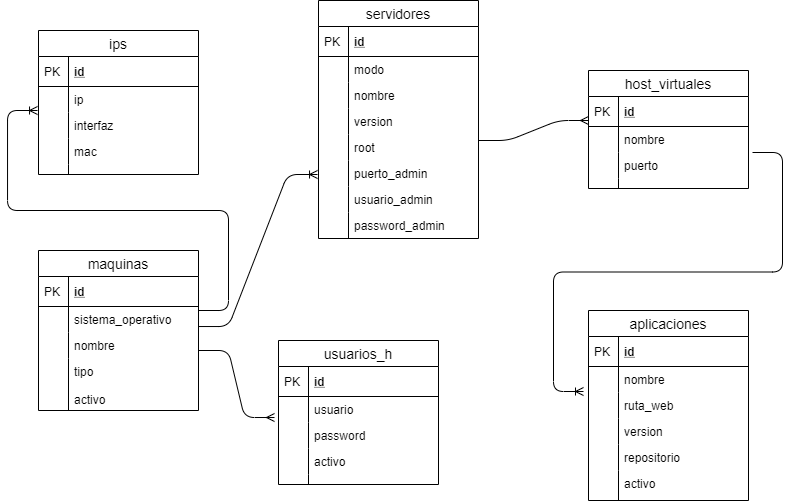 ips
PK id
ip
interfaz
mac
servidores
PK id
modo
nombre
version
root
puerto_admin
usuario_admin
password_admin
host_virtuales
PK id
nombre
puerto
maquinas
PK id
sistema_operativo
nombre
tipo
activo
usuarios_h
PK id
usuario
password
activo
aplicaciones
PK id
nombre
ruta_web
version
repositorio
activo